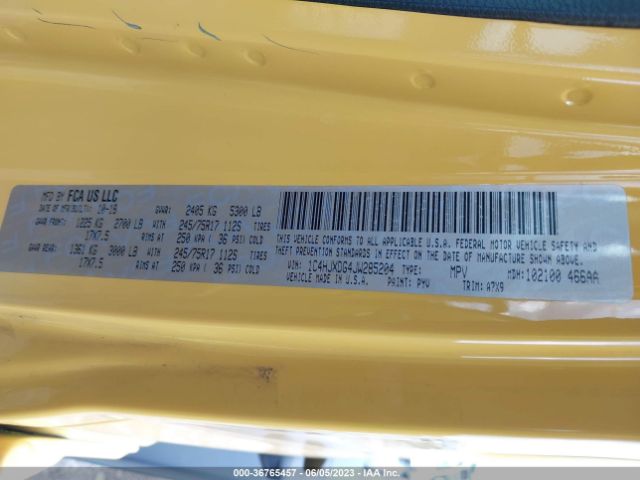 MFD BY FCA US LLC
DATE OF MFR/BUILT: 10-18 GVWR: 2405 KG 5300 LB
GAWR FRONT: 1225 KG 2700 LB WITH 245/75R17 112S TIRES
17X7.5 RIMS AT 250 KPA ( 36 PSI) COLD
GAWR REAR: 1361 KG 3000 LB WITH 245/75R17 112S TIRES
17X7.5 RIMS AT 250 KPA ( 36 PSI) COLD
THIS VEHICLE CONFORMS TO ALL APPLICABLE U.S.A. FEDERAL MOTOR VEHICLE SAFETY AND
THEFT PREVENTION STANDARDS IN EFFECT ON THE DATE OF MANUFACTURE SHOWN ABOVE.
VIN: 1C4HJXDG4JW285204 TYPE: MPV MDH: 102100 466AA
MADE IN U.S.A. PAINT: PYV TRIM: A7X9
000-36765457 - 06/05/2023 - IAA Inc.